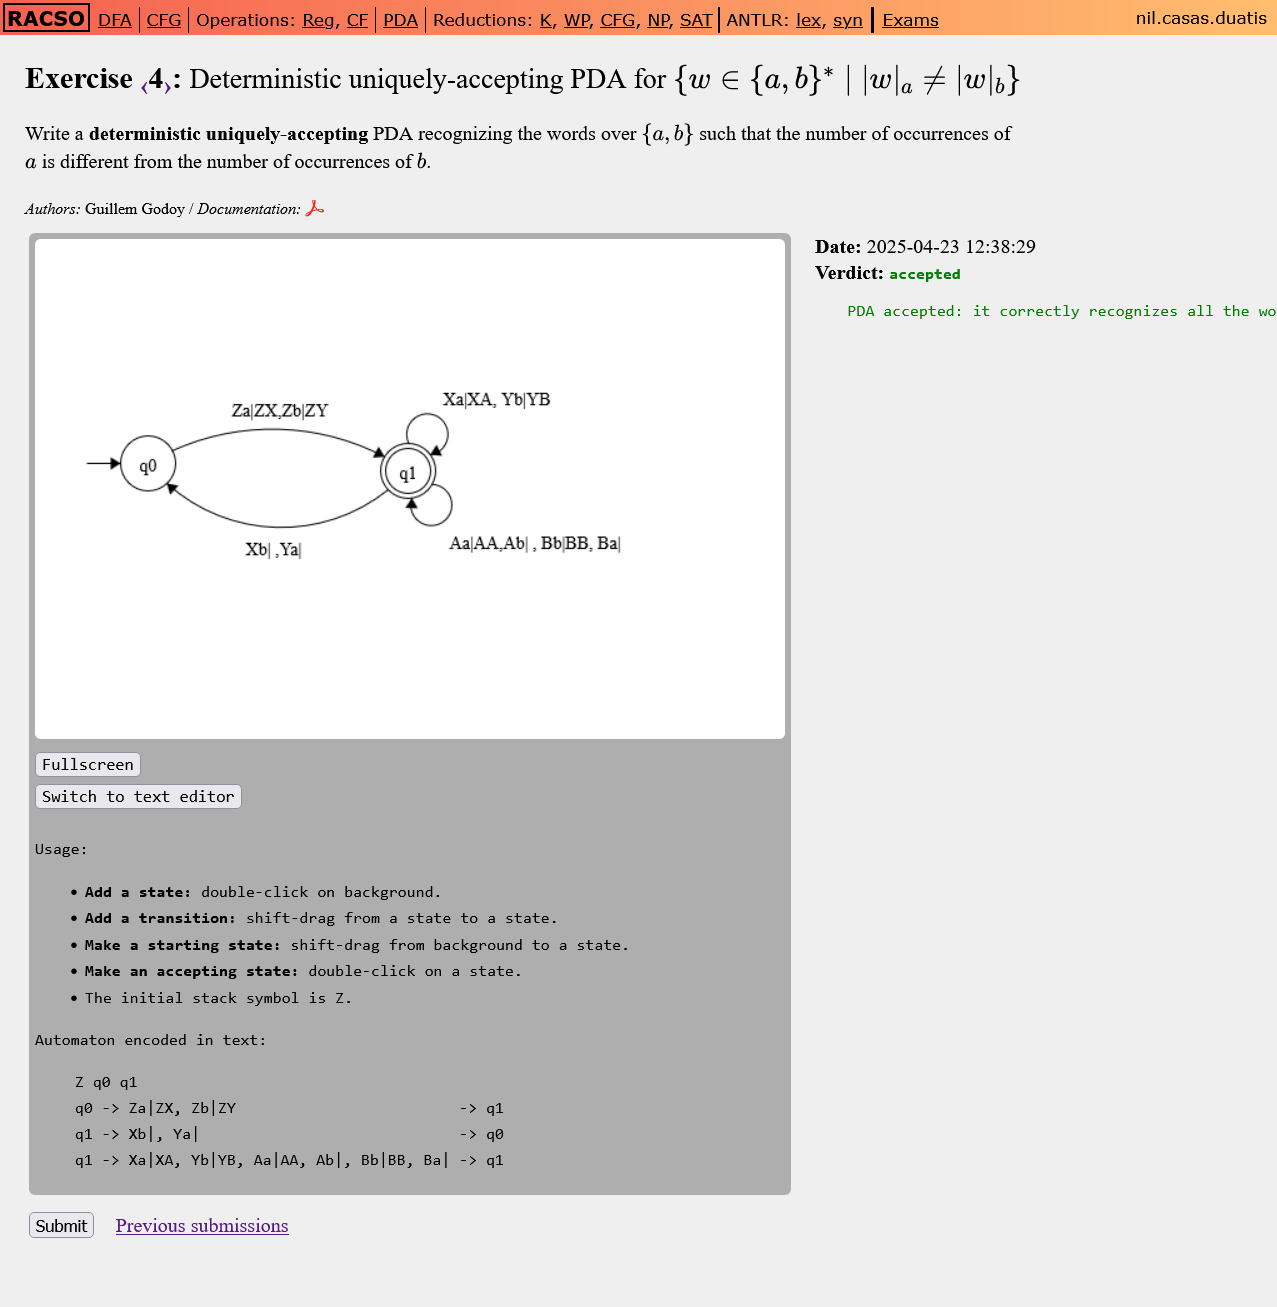 RACSO DFA | CFG | Operations: Reg, CF | PDA | Reductions: K, WP, CFG, NP, SAT | ANTLR: lex, syn | Exams nil.casas.duatis
Exercise ‹4›: Deterministic uniquely-accepting PDA for {w ∈ {a, b}* | |w|a ≠ |w|b}
Write a deterministic uniquely-accepting PDA recognizing the words over {a, b} such that the number of occurrences of
a is different from the number of occurrences of b.
Authors: Guillem Godoy / Documentation:
Date: 2025-04-23 12:38:29
Verdict: accepted
PDA accepted: it correctly recognizes all the wo
Xa|XA, Yb|YB
Za|ZX,Zb|ZY
q0
q1
Xb| ,Ya|
Aa|AA,Ab| , Bb|BB, Ba|
Fullscreen
Switch to text editor
Usage:
• Add a state: double-click on background.
• Add a transition: shift-drag from a state to a state.
• Make a starting state: shift-drag from background to a state.
• Make an accepting state: double-click on a state.
• The initial stack symbol is Z.
Automaton encoded in text:
Z q0 q1
q0 -> Za|ZX, Zb|ZY -> q1
q1 -> Xb|, Ya| -> q0
q1 -> Xa|XA, Yb|YB, Aa|AA, Ab|, Bb|BB, Ba| -> q1
Submit Previous submissions